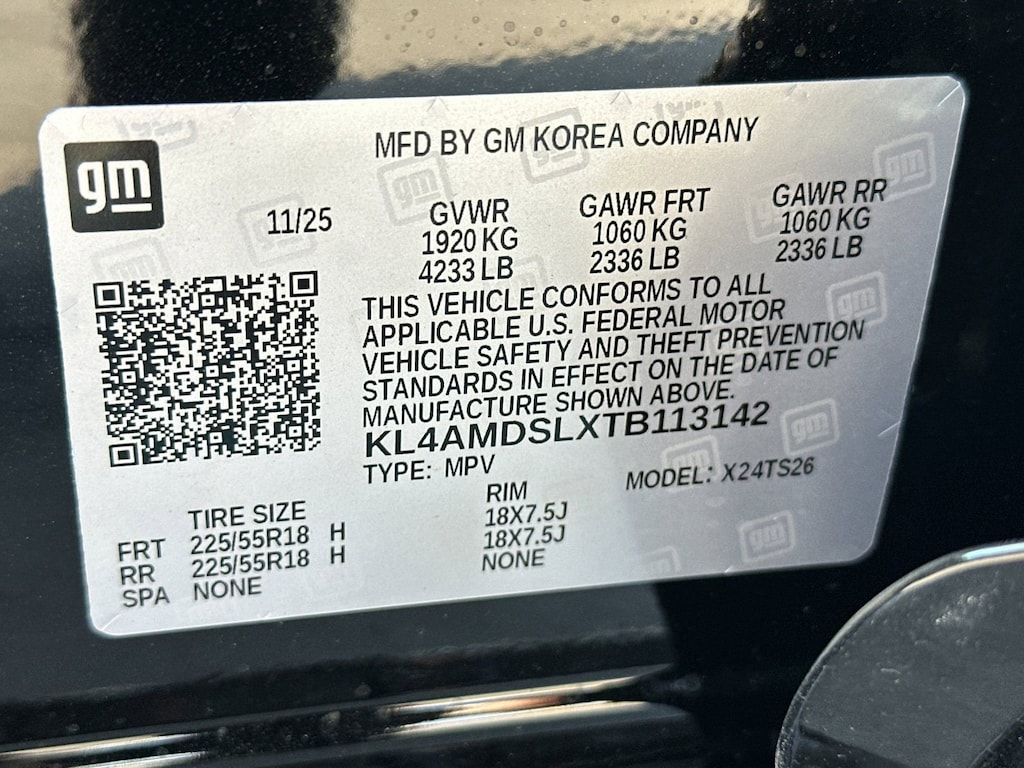 gm
MFD BY GM KOREA COMPANY
11/25
GVWR GAWR FRT GAWR RR
1920 KG 1060 KG 1060 KG
4233 LB 2336 LB 2336 LB
THIS VEHICLE CONFORMS TO ALL
APPLICABLE U.S. FEDERAL MOTOR
VEHICLE SAFETY AND THEFT PREVENTION
STANDARDS IN EFFECT ON THE DATE OF
MANUFACTURE SHOWN ABOVE.
KL4AMDSLXTB113142
TYPE: MPV MODEL: X24TS26
TIRE SIZE RIM
FRT 225/55R18 H 18X7.5J
RR 225/55R18 H 18X7.5J
SPA NONE NONE